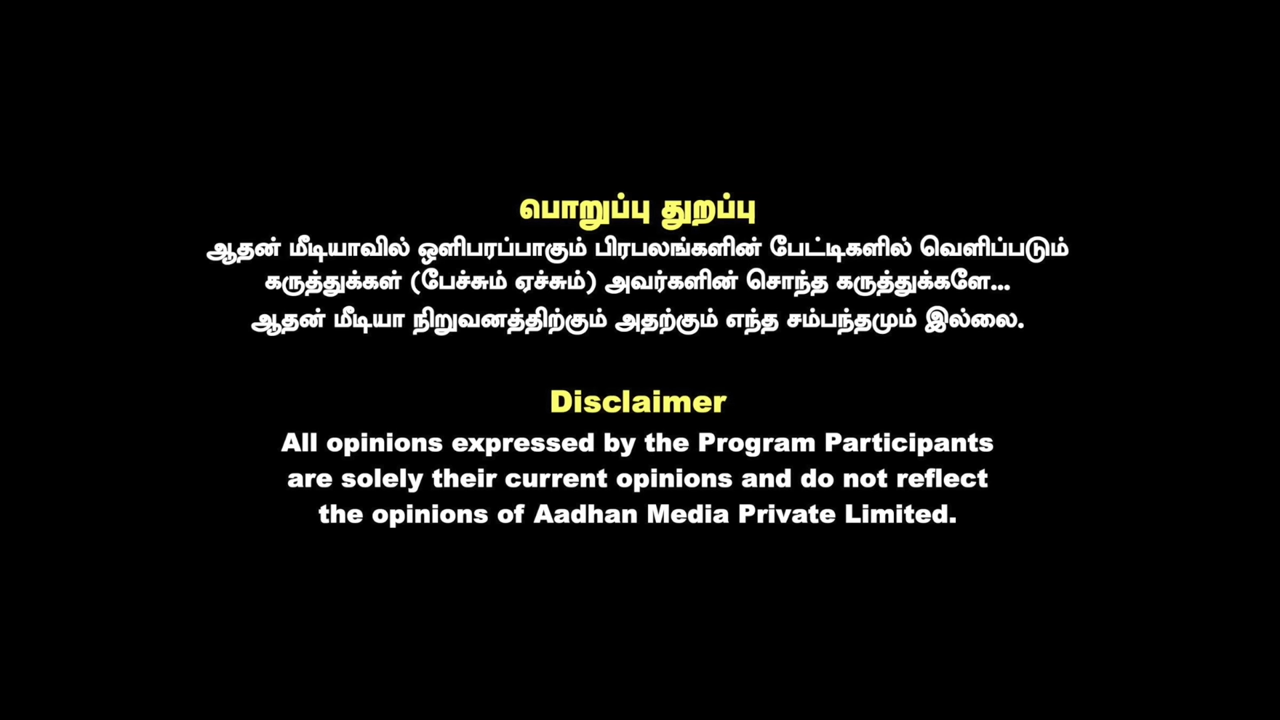 பொறுப்பு துறப்பு
ஆதன் மீடியாவில் ஒளிபரப்பாகும் பிரபலங்களின் பேட்டிகளில் வெளிப்படும்
கருத்துக்கள் (பேச்சும் ஏச்சும்) அவர்களின் சொந்த கருத்துக்களே...
ஆதன் மீடியா நிறுவனத்திற்கும் அதற்கும் எந்த சம்பந்தமும் இல்லை.
Disclaimer
All opinions expressed by the Program Participants
are solely their current opinions and do not reflect
the opinions of Aadhan Media Private Limited.